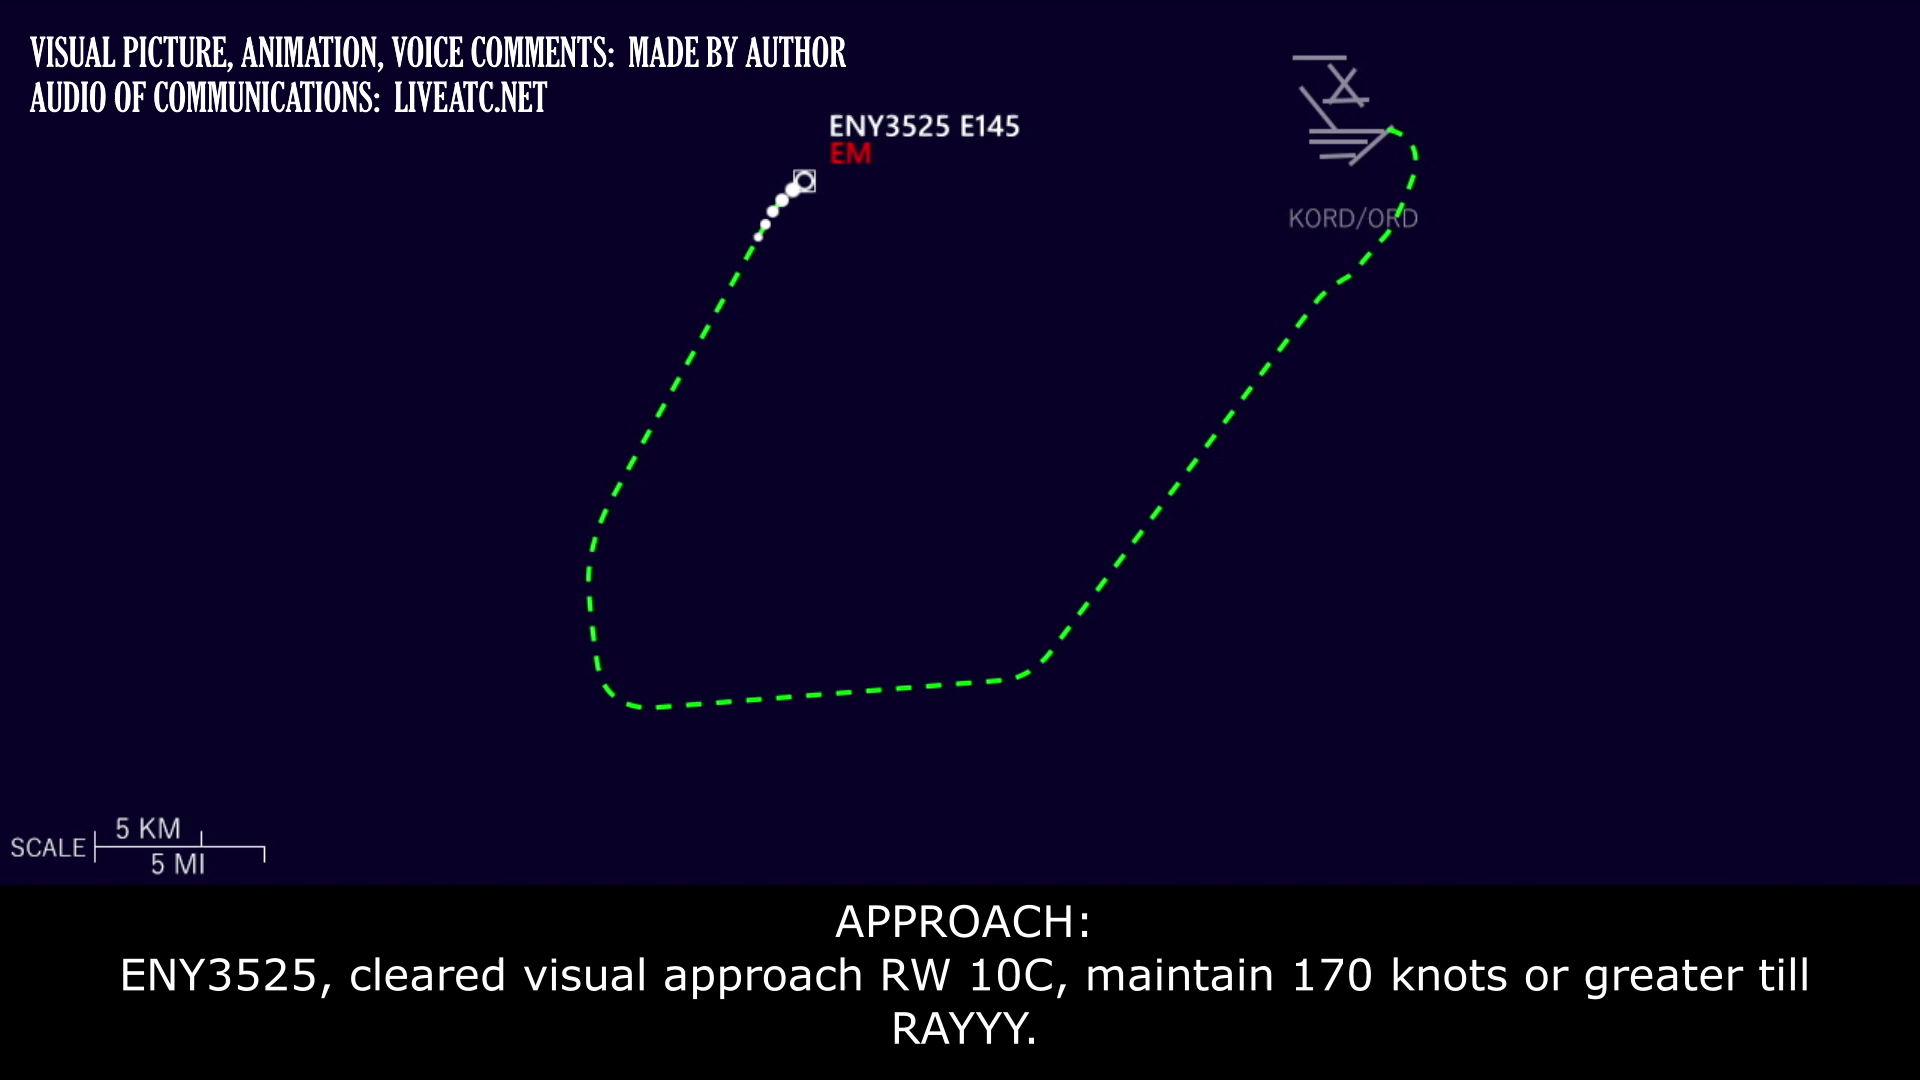 VISUAL PICTURE, ANIMATION, VOICE COMMENTS: MADE BY AUTHOR
AUDIO OF COMMUNICATIONS: LIVEATC.NET
ENY3525 E145
EM
KORD/ORD
5 KM
SCALE
5 MI
APPROACH:
ENY3525, cleared visual approach RW 10C, maintain 170 knots or greater till
RAYYY.